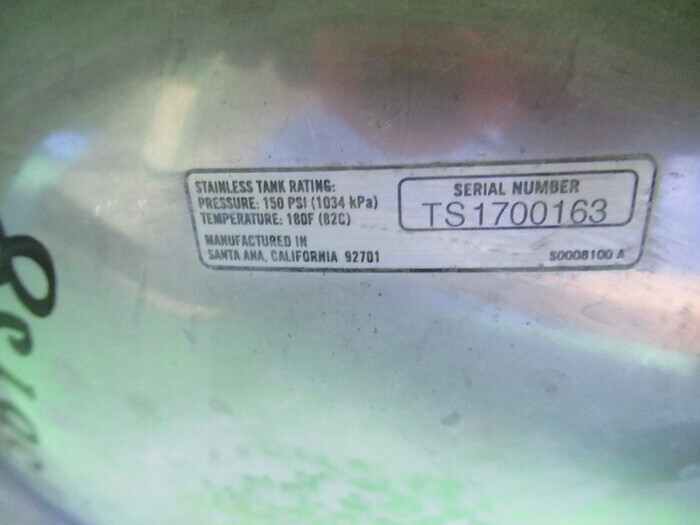 STAINLESS TANK RATING:
PRESSURE: 150 PSI (1034 kPa)
TEMPERATURE: 180F (82C)
MANUFACTURED IN
SANTA ANA, CALIFORNIA 92701
SERIAL NUMBER
TS1700163
S0008100 A